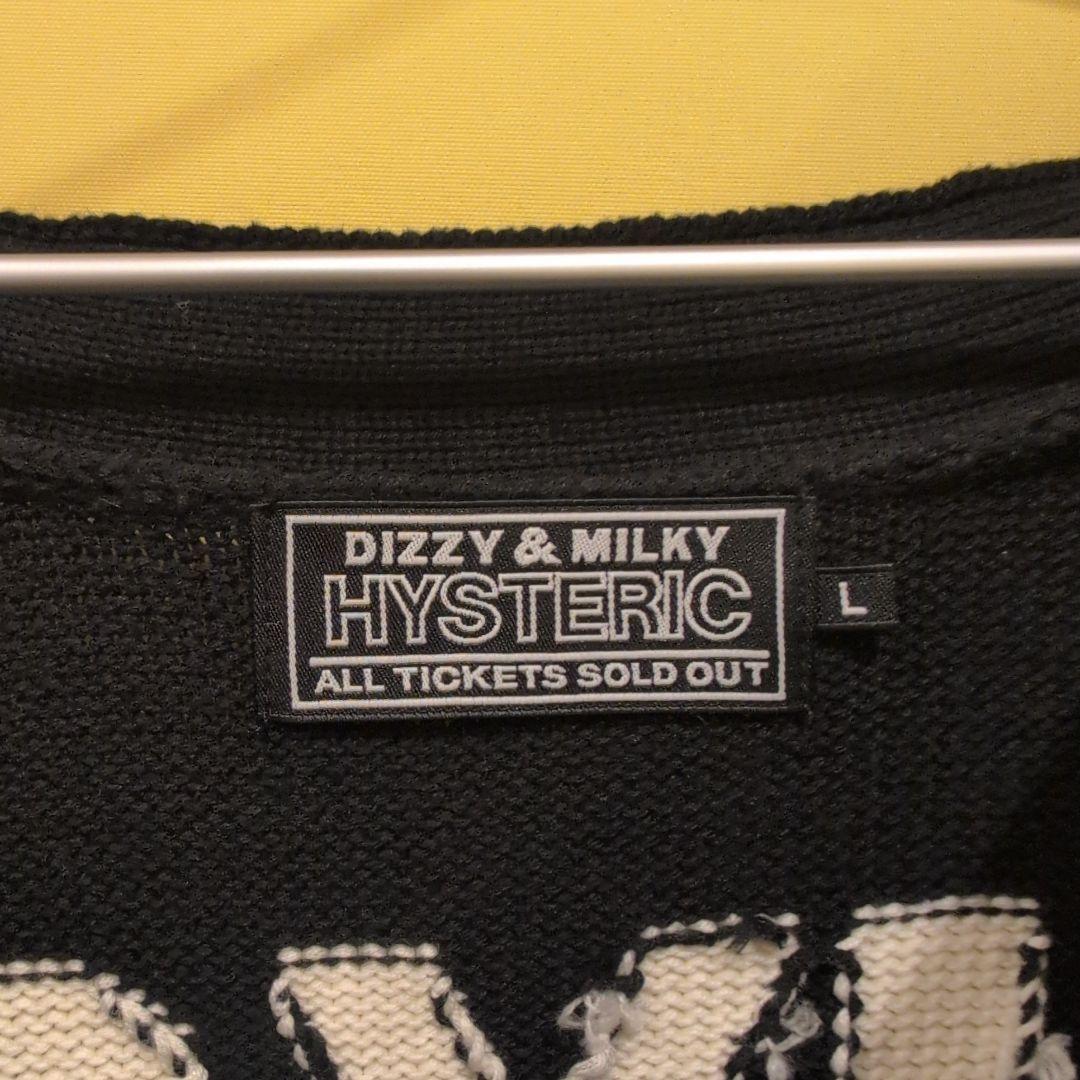 DIZZY & MILKY
HYSTERIC
ALL TICKETS SOLD OUT
L